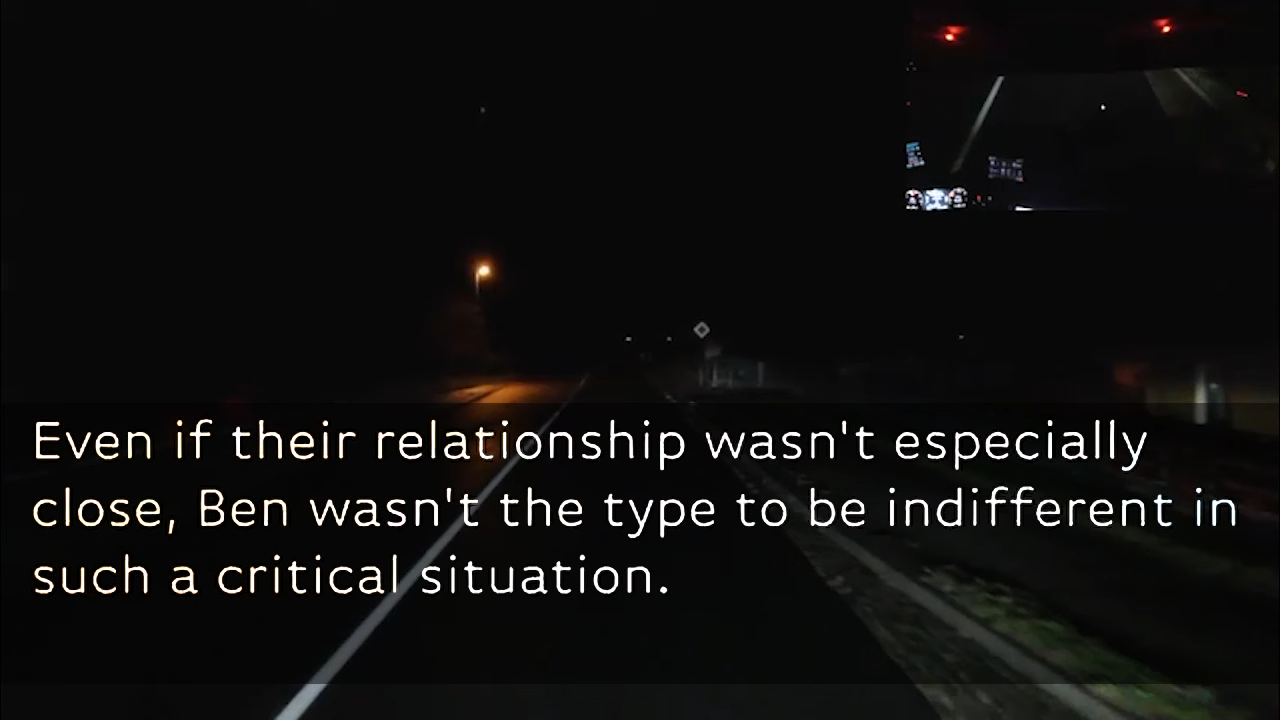 Even if their relationship wasn't especially
close, Ben wasn't the type to be indifferent in
such a critical situation.